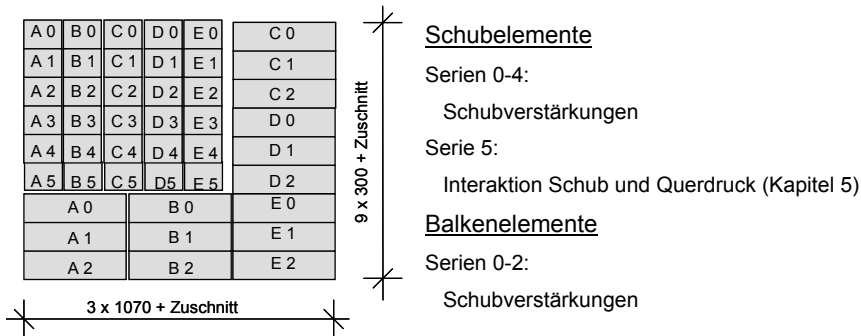 A 0 B 0 C 0 D 0 E 0 C 0
A 1 B 1 C 1 D 1 E 1 C 1
A 2 B 2 C 2 D 2 E 2 C 2
A 3 B 3 C 3 D 3 E 3 D 0
A 4 B 4 C 4 D 4 E 4 D 1
A 5 B 5 C 5 D5 E 5 D 2
A 0 B 0 E 0
A 1 B 1 E 1
A 2 B 2 E 2
3 x 1070 + Zuschnitt
9 x 300 + Zuschnitt
Schubelemente
Serien 0-4:
Schubverstärkungen
Serie 5:
Interaktion Schub und Querdruck (Kapitel 5)
Balkenelemente
Serien 0-2:
Schubverstärkungen